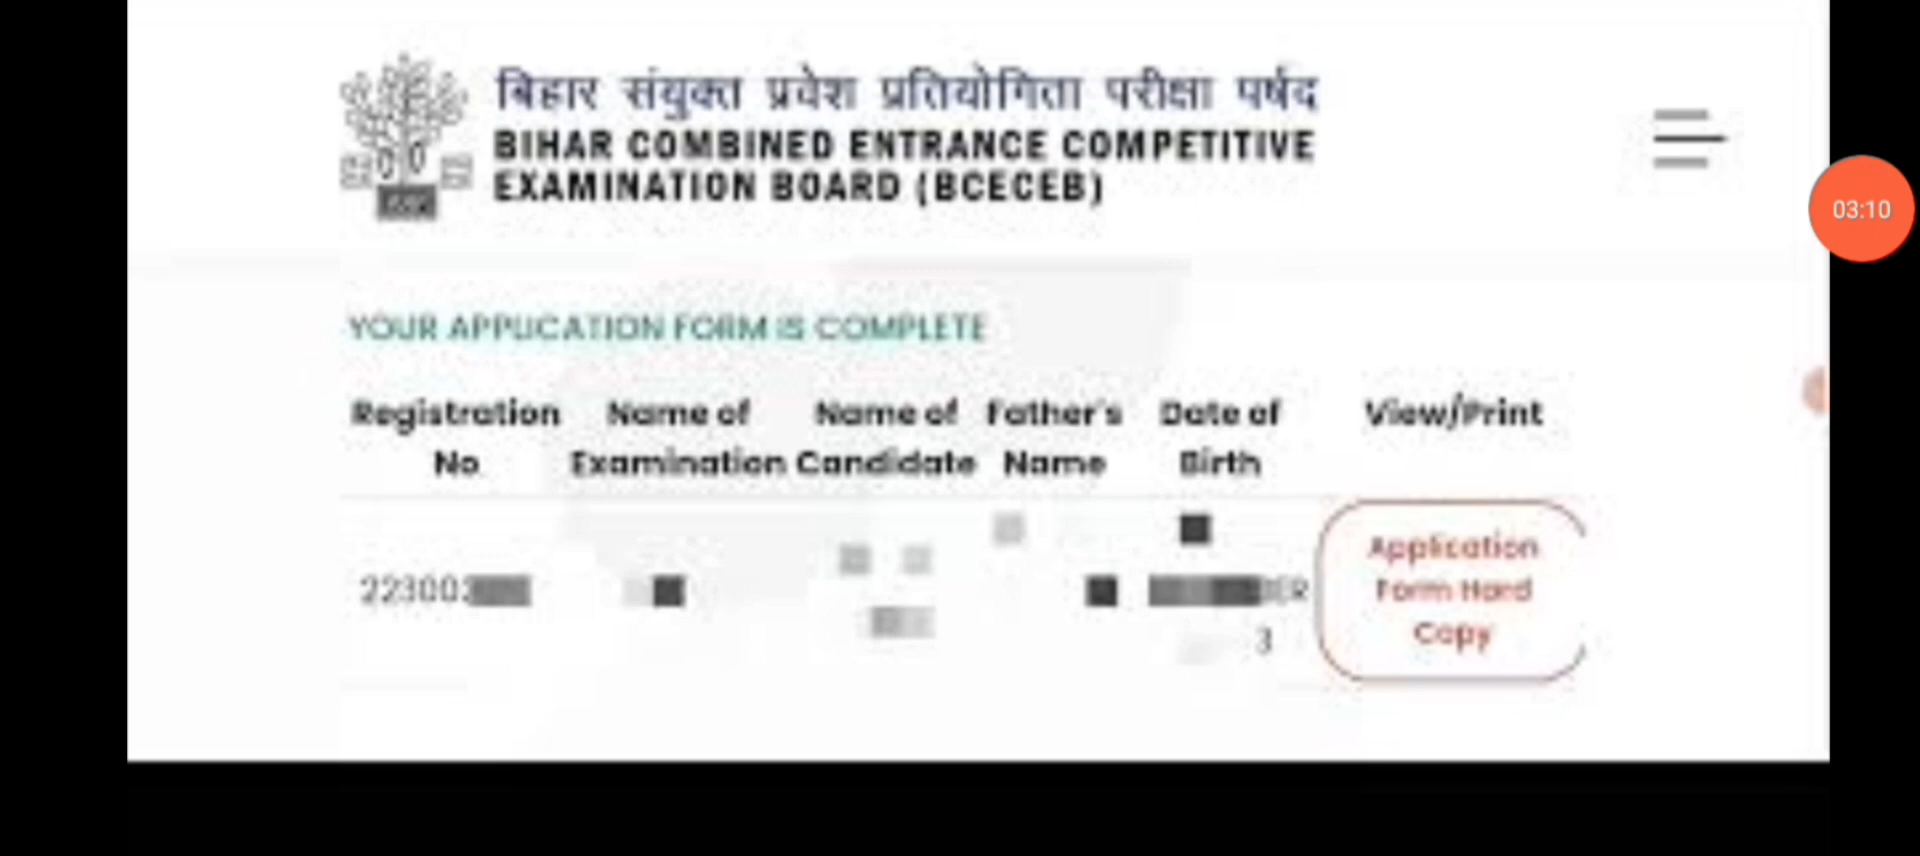 बिहार संयुक्त प्रवेश प्रतियोगिता परीक्षा पर्षद
BIHAR COMBINED ENTRANCE COMPETITIVE
EXAMINATION BOARD (BCECEB)
03:10
YOUR APPLICATION FORM IS COMPLETE
Registration No
Name of Examination
Name of Candidate
Father's Name
Date of Birth
View/Print
223003
3
Application
Form Hard
Copy